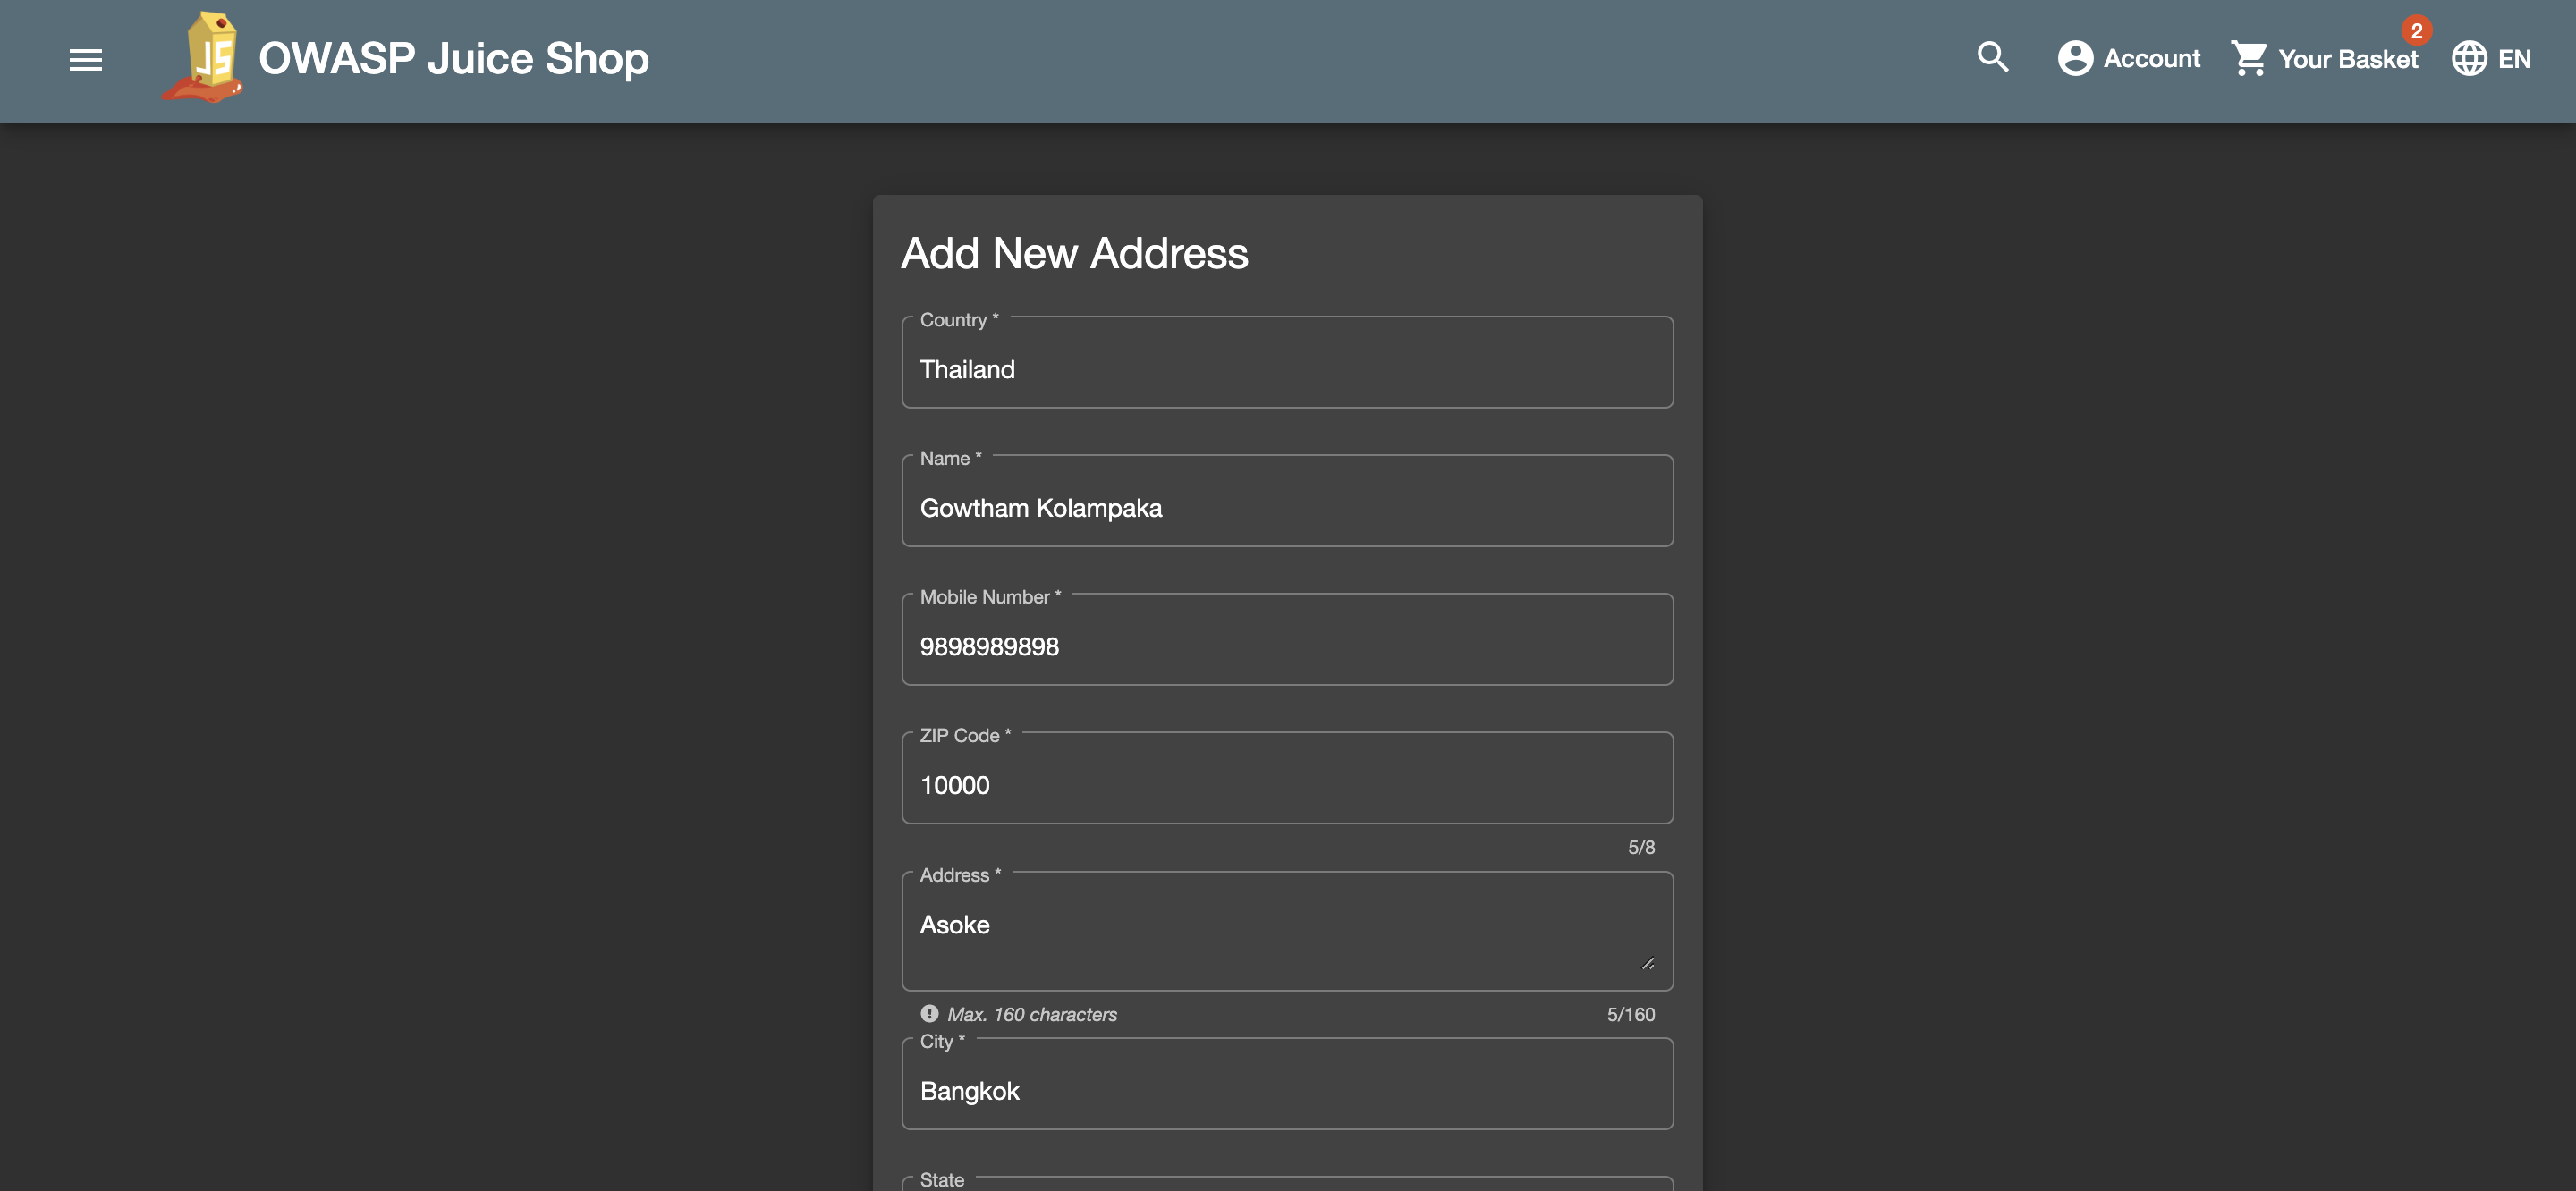 JS
OWASP Juice Shop
Account
Your Basket
2
EN
Add New Address
Country *
Thailand
Name *
Gowtham Kolampaka
Mobile Number *
9898989898
ZIP Code *
10000
5/8
Address *
Asoke
Max. 160 characters
5/160
City *
Bangkok
State